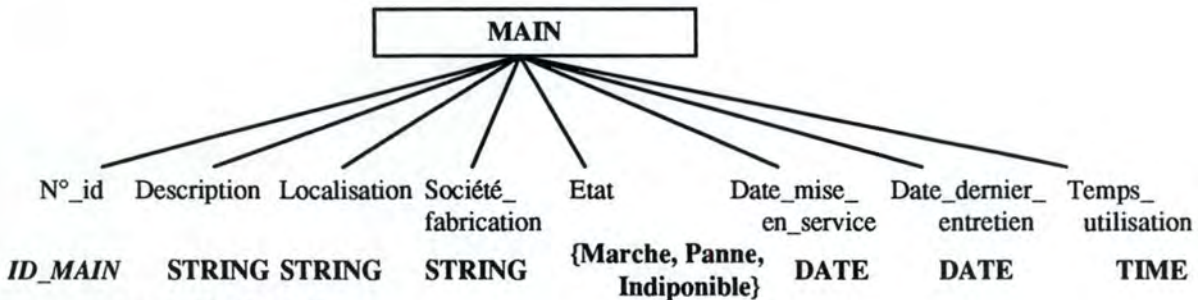 MAIN
N°_id Description Localisation Société_ Etat Date_mise_ Date_dernier_ Temps_
fabrication en_service entretien utilisation
ID_MAIN STRING STRING STRING {Marche, Panne, DATE DATE TIME
Indiponible}